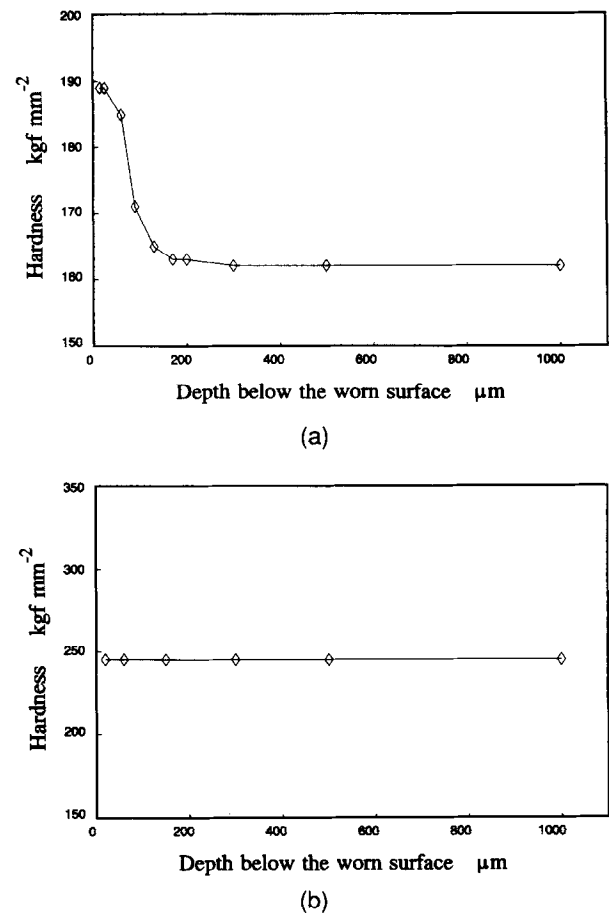 200
190
180
170
160
150
Hardness kgf mm-2
0 200 400 600 800 1000
Depth below the worn surface μm
(a)
350
300
250
200
150
Hardness kgf mm-2
0 200 400 600 800 1000
Depth below the worn surface μm
(b)